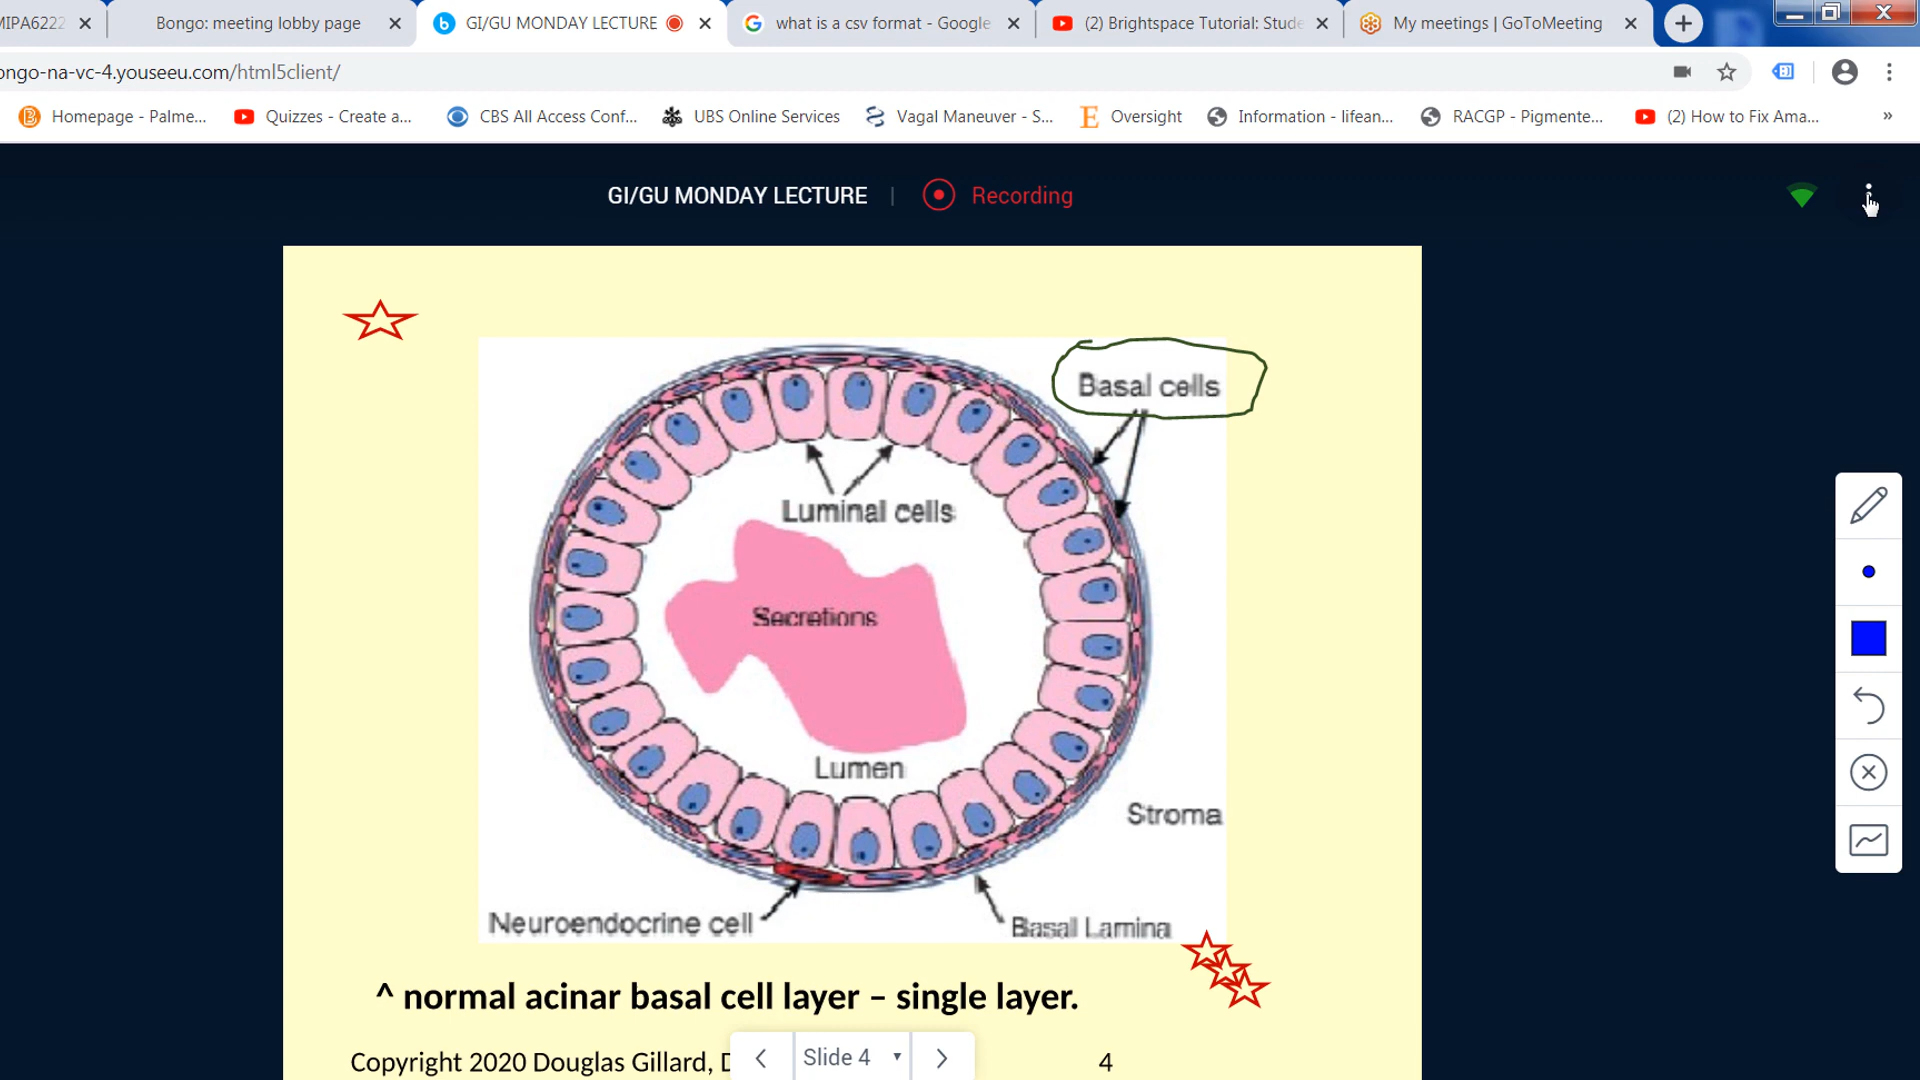 MIPA6222
Bongo: meeting lobby page
GI/GU MONDAY LECTURE
what is a csv format - Google
(2) Brightspace Tutorial: Stude
My meetings | GoToMeeting
ongo-na-vc-4.youseeu.com/html5client/
Homepage - Palme...
Quizzes - Create a...
CBS All Access Conf...
UBS Online Services
Vagal Maneuver - S...
Oversight
Information - lifean...
RACGP - Pigmente...
(2) How to Fix Ama...
»
GI/GU MONDAY LECTURE | Recording
Basal cells
Luminal cells
Secretions
Lumen
Stroma
Neuroendocrine cell
Basal Lamina
^ normal acinar basal cell layer – single layer.
Copyright 2020 Douglas Gillard, D
Slide 4
4